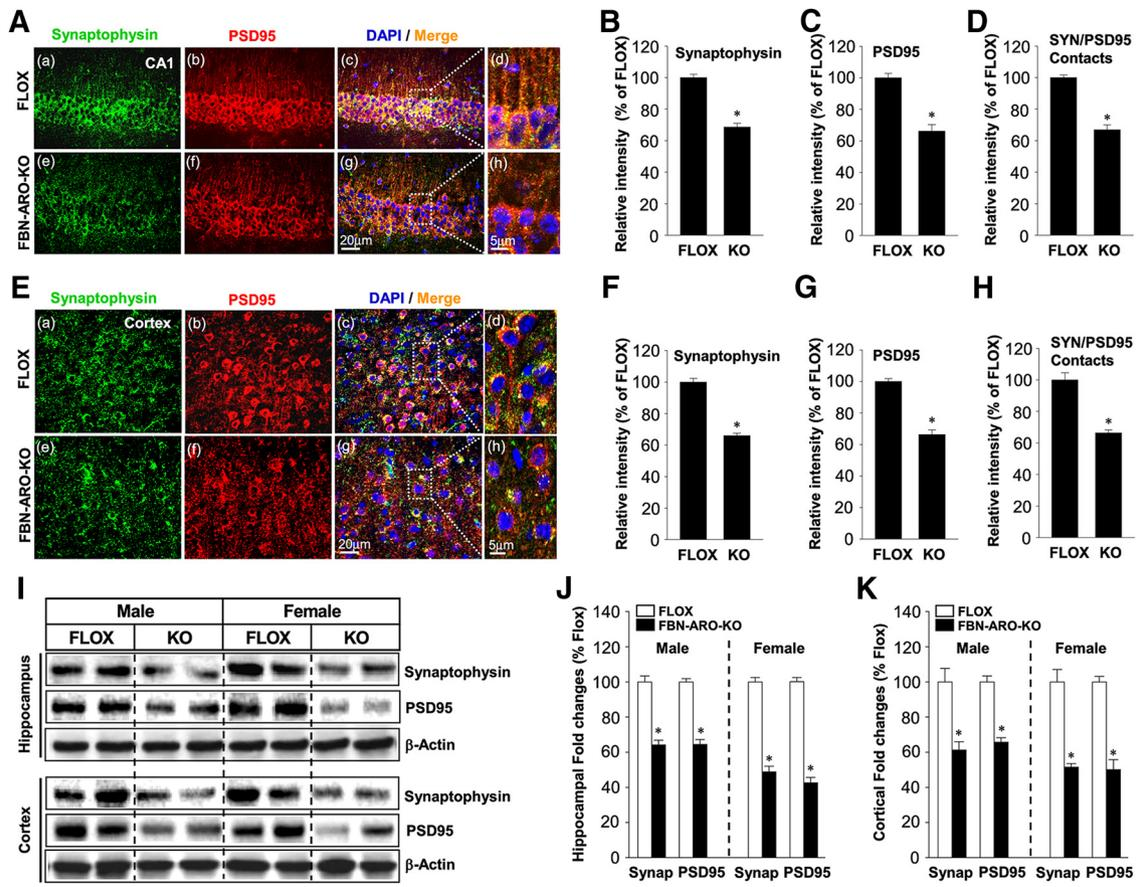 A
Synaptophysin PSD95 DAPI / Merge
FLOX
(a) CA1 (b) (c) (d)
FBN-ARO-KO
(e) (f) (g) (h)
20μm 5μm
B
Relative intensity (% of FLOX)
Synaptophysin
120
100
80
60
40
20
0
*
FLOX KO
C
Relative intensity (% of FLOX)
PSD95
120
100
80
60
40
20
0
*
FLOX KO
D
Relative intensity (% of FLOX)
SYN/PSD95
Contacts
120
100
80
60
40
20
0
*
FLOX KO
E
Synaptophysin PSD95 DAPI / Merge
FLOX
(a) Cortex (b) (c) (d)
FBN-ARO-KO
(e) (f) (g) (h)
20μm 5μm
F
Relative intensity (% of FLOX)
Synaptophysin
120
100
80
60
40
20
0
*
FLOX KO
G
Relative intensity (% of FLOX)
PSD95
120
100
80
60
40
20
0
*
FLOX KO
H
Relative intensity (% of FLOX)
SYN/PSD95
Contacts
120
100
80
60
40
20
0
*
FLOX KO
I
Male Female
FLOX KO FLOX KO
Hippocampus
Synaptophysin
PSD95
β-Actin
Cortex
Synaptophysin
PSD95
β-Actin
J
Hippocampal Fold changes (% Flox)
FLOX
FBN-ARO-KO
Male Female
140
120
100
80
60
40
20
0
* * * *
Synap PSD95 Synap PSD95
K
Cortical Fold changes (% Flox)
FLOX
FBN-ARO-KO
Male Female
140
120
100
80
60
40
20
0
* * * *
Synap PSD95 Synap PSD95